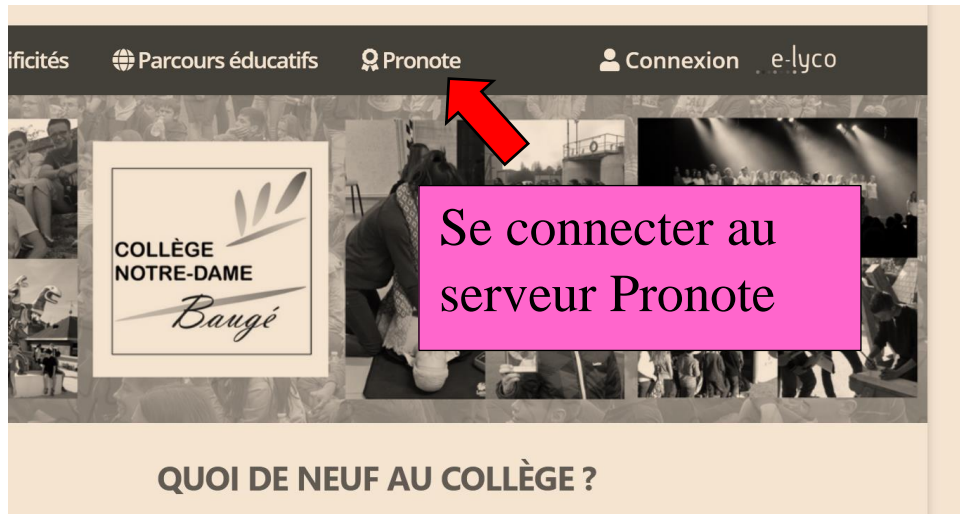 ificités Parcours éducatifs Pronote Connexion e-lyco
COLLÈGE
NOTRE-DAME
Baugé
Se connecter au
serveur Pronote
QUOI DE NEUF AU COLLÈGE ?